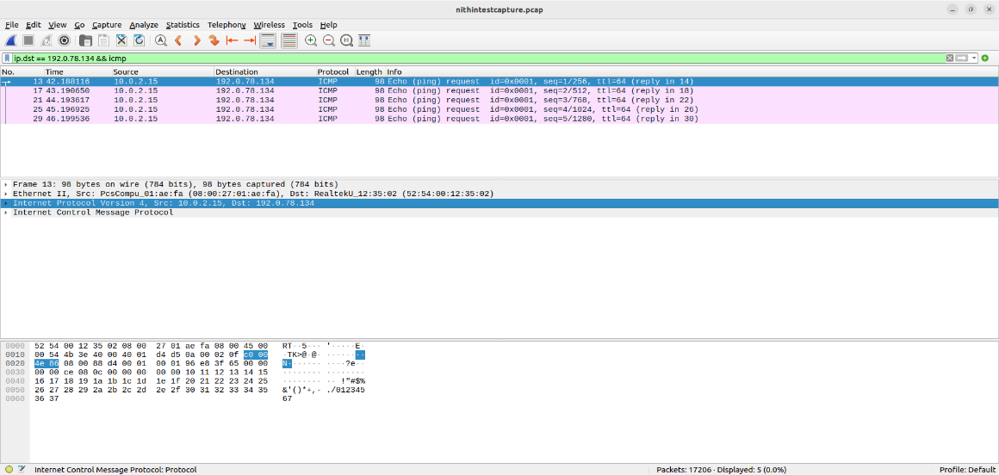 nithintestcapture.pcap
File Edit View Go Capture Analyze Statistics Telephony Wireless Tools Help
ip.dst == 192.0.78.134 && icmp
No. Time Source Destination Protocol Length Info
13 42.188116 10.0.2.15 192.0.78.134 ICMP 98 Echo (ping) request id=0x0001, seq=1/256, ttl=64 (reply in 14)
17 43.190650 10.0.2.15 192.0.78.134 ICMP 98 Echo (ping) request id=0x0001, seq=2/512, ttl=64 (reply in 18)
21 44.193617 10.0.2.15 192.0.78.134 ICMP 98 Echo (ping) request id=0x0001, seq=3/768, ttl=64 (reply in 22)
25 45.196925 10.0.2.15 192.0.78.134 ICMP 98 Echo (ping) request id=0x0001, seq=4/1024, ttl=64 (reply in 26)
29 46.199536 10.0.2.15 192.0.78.134 ICMP 98 Echo (ping) request id=0x0001, seq=5/1280, ttl=64 (reply in 30)
Frame 13: 98 bytes on wire (784 bits), 98 bytes captured (784 bits)
Ethernet II, Src: PcsCompu_01:ae:fa (08:00:27:01:ae:fa), Dst: RealtekU_12:35:02 (52:54:00:12:35:02)
Internet Protocol Version 4, Src: 10.0.2.15, Dst: 192.0.78.134
Internet Control Message Protocol
0000 52 54 00 12 35 02 08 00 27 01 ae fa 08 00 45 00 RT··5··· '·····E·
0010 00 54 4b 3e 40 00 40 01 d4 d5 0a 00 02 0f c0 00 ·TK>@·@· ········
0020 4e 86 08 00 88 d4 00 01 00 01 96 e8 3f 65 00 00 N······· ····?e··
0030 00 00 ce 08 0c 00 00 00 00 00 10 11 12 13 14 15 ········ ········
0040 16 17 18 19 1a 1b 1c 1d 1e 1f 20 21 22 23 24 25 ········ ·· !"#$%
0050 26 27 28 29 2a 2b 2c 2d 2e 2f 30 31 32 33 34 35 &'()*+,- ./012345
0060 36 37 67
Internet Control Message Protocol: Protocol Packets: 17206 · Displayed: 5 (0.0%) Profile: Default